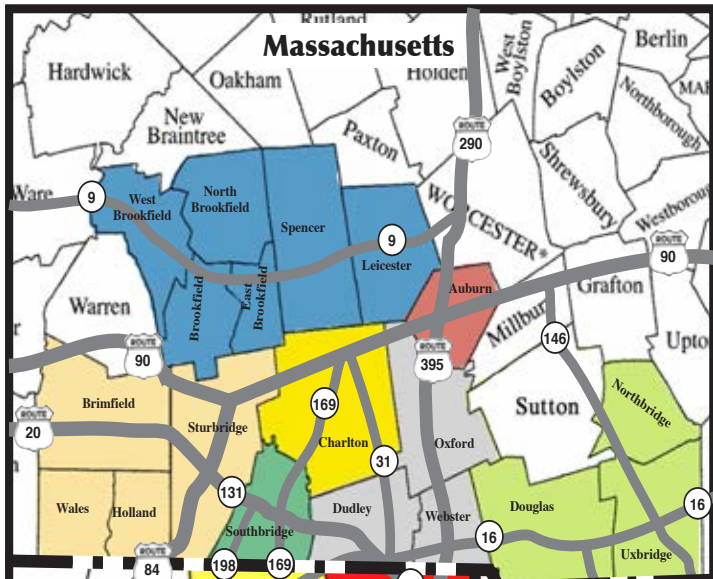 Rutland
Massachusetts
Berlin
West
Boylston
Boylston
Hardwick
Oakham
Holden
Northborough
New
Braintree
Paxton
ROUTE
290
Shrewsbury
Ware
9
West
Brookfield
North
Brookfield
Spencer
9
Leicester
WORCESTER*
ROUTE
90
Warren
Brookfield
East
Brookfield
Auburn
Millbur
Grafton
Upto
ROUTE
90
ROUTE
395
146
169
Brimfield
Sturbridge
Charlton
Oxford
Sutton
Northbridge
ROUTE
20
31
131
Wales
Holland
Southbridge
Dudley
Webster
Douglas
16
16
Uxbridge
ROUTE
84
198
169